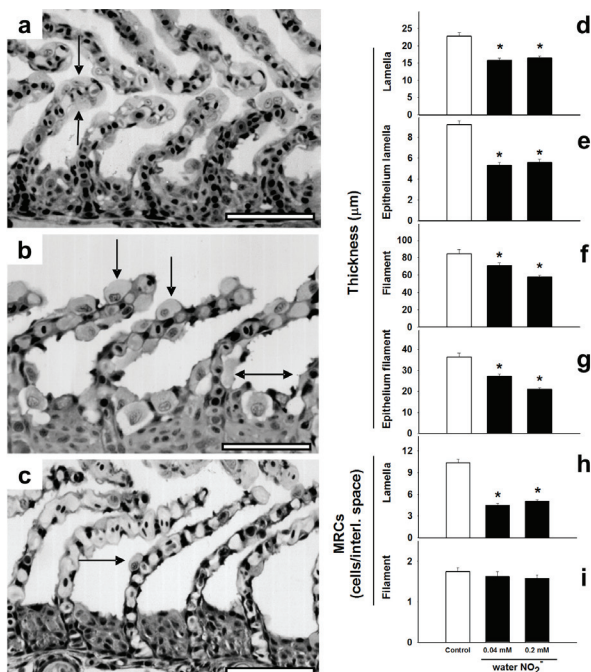 a
b
c
d
25
20
15
10
5
0
*
*
Lamella
e
8
6
4
2
0
*
*
Epithelium lamella
f
100
80
60
40
20
0
*
*
Filament
g
40
30
20
10
0
*
*
Epithelium filament
Thickness (µm)
h
12
9
6
3
0
*
*
Lamella
i
2
1
0
Filament
MRCs
(cells/interl. space)
Control
0.04 mM
0.2 mM
water NO2